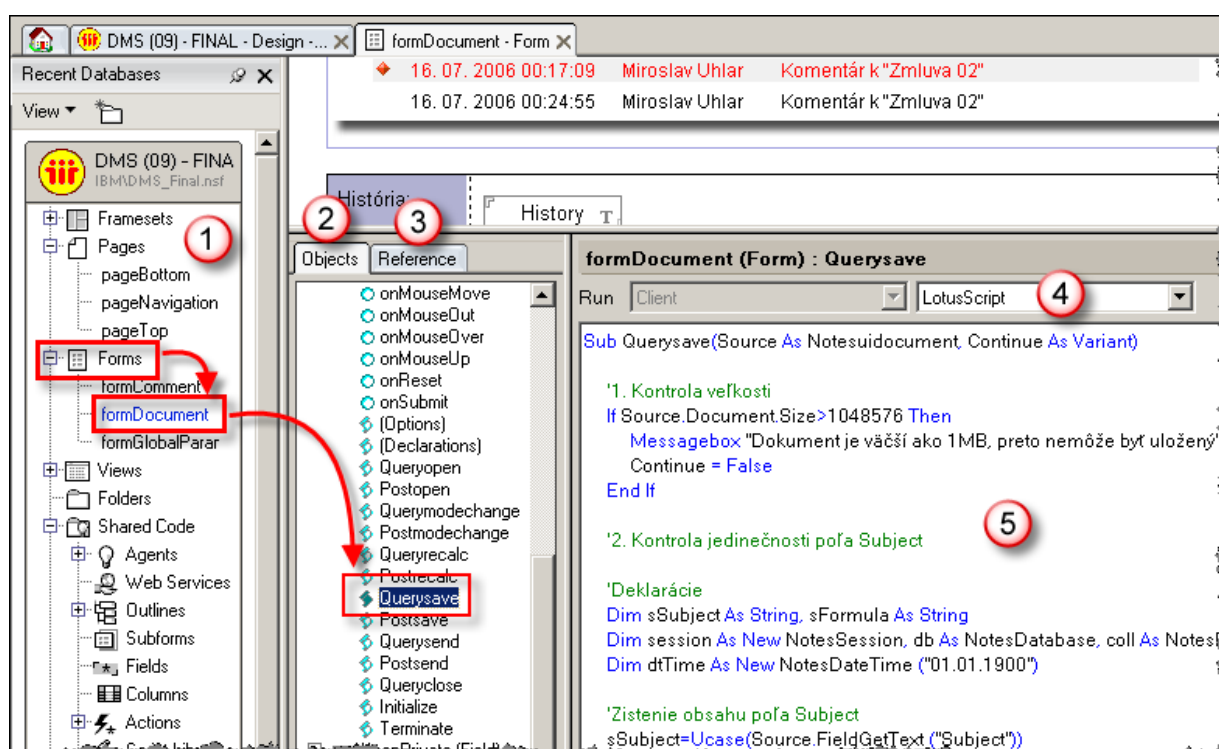 DMS (09) - FINAL - Design -...
formDocument - Form
Recent Databases
View
DMS (09) - FINA
IBM\DMS_Final.nsf
Framesets
1
Pages
pageBottom
pageNavigation
pageTop
Forms
formComment
formDocument
formGlobalParar
Views
Folders
Shared Code
Agents
Web Services
Outlines
Subforms
Fields
Columns
Actions
16. 07. 2006 00:17:09 Miroslav Uhlar Komentár k "Zmluva 02"
16. 07. 2006 00:24:55 Miroslav Uhlar Komentár k "Zmluva 02"
História:
History T
2
3
Objects
Reference
onMouseMove
onMouseOut
onMouseOver
onMouseUp
onReset
onSubmit
(Options)
(Declarations)
Queryopen
Postopen
Querymodechange
Postmodechange
Queryrecalc
Postrecalc
Querysave
Postsave
Querysend
Postsend
Queryclose
Initialize
Terminate
formDocument (Form) : Querysave
Run Client LotusScript 4
Sub Querysave(Source As Notesuidocument, Continue As Variant)
'1. Kontrola veľkosti
If Source.Document.Size>1048576 Then
Messagebox "Dokument je väčší ako 1MB, preto nemôže byť uložený"
Continue = False
End If
5
'2. Kontrola jedinečnosti poľa Subject
'Deklarácie
Dim sSubject As String, sFormula As String
Dim session As New NotesSession, db As NotesDatabase, coll As
Dim dtTime As New NotesDateTime ("01.01.1900")
'Zistenie obsahu poľa Subject
sSubject=Ucase(Source.FieldGetText ("Subject"))